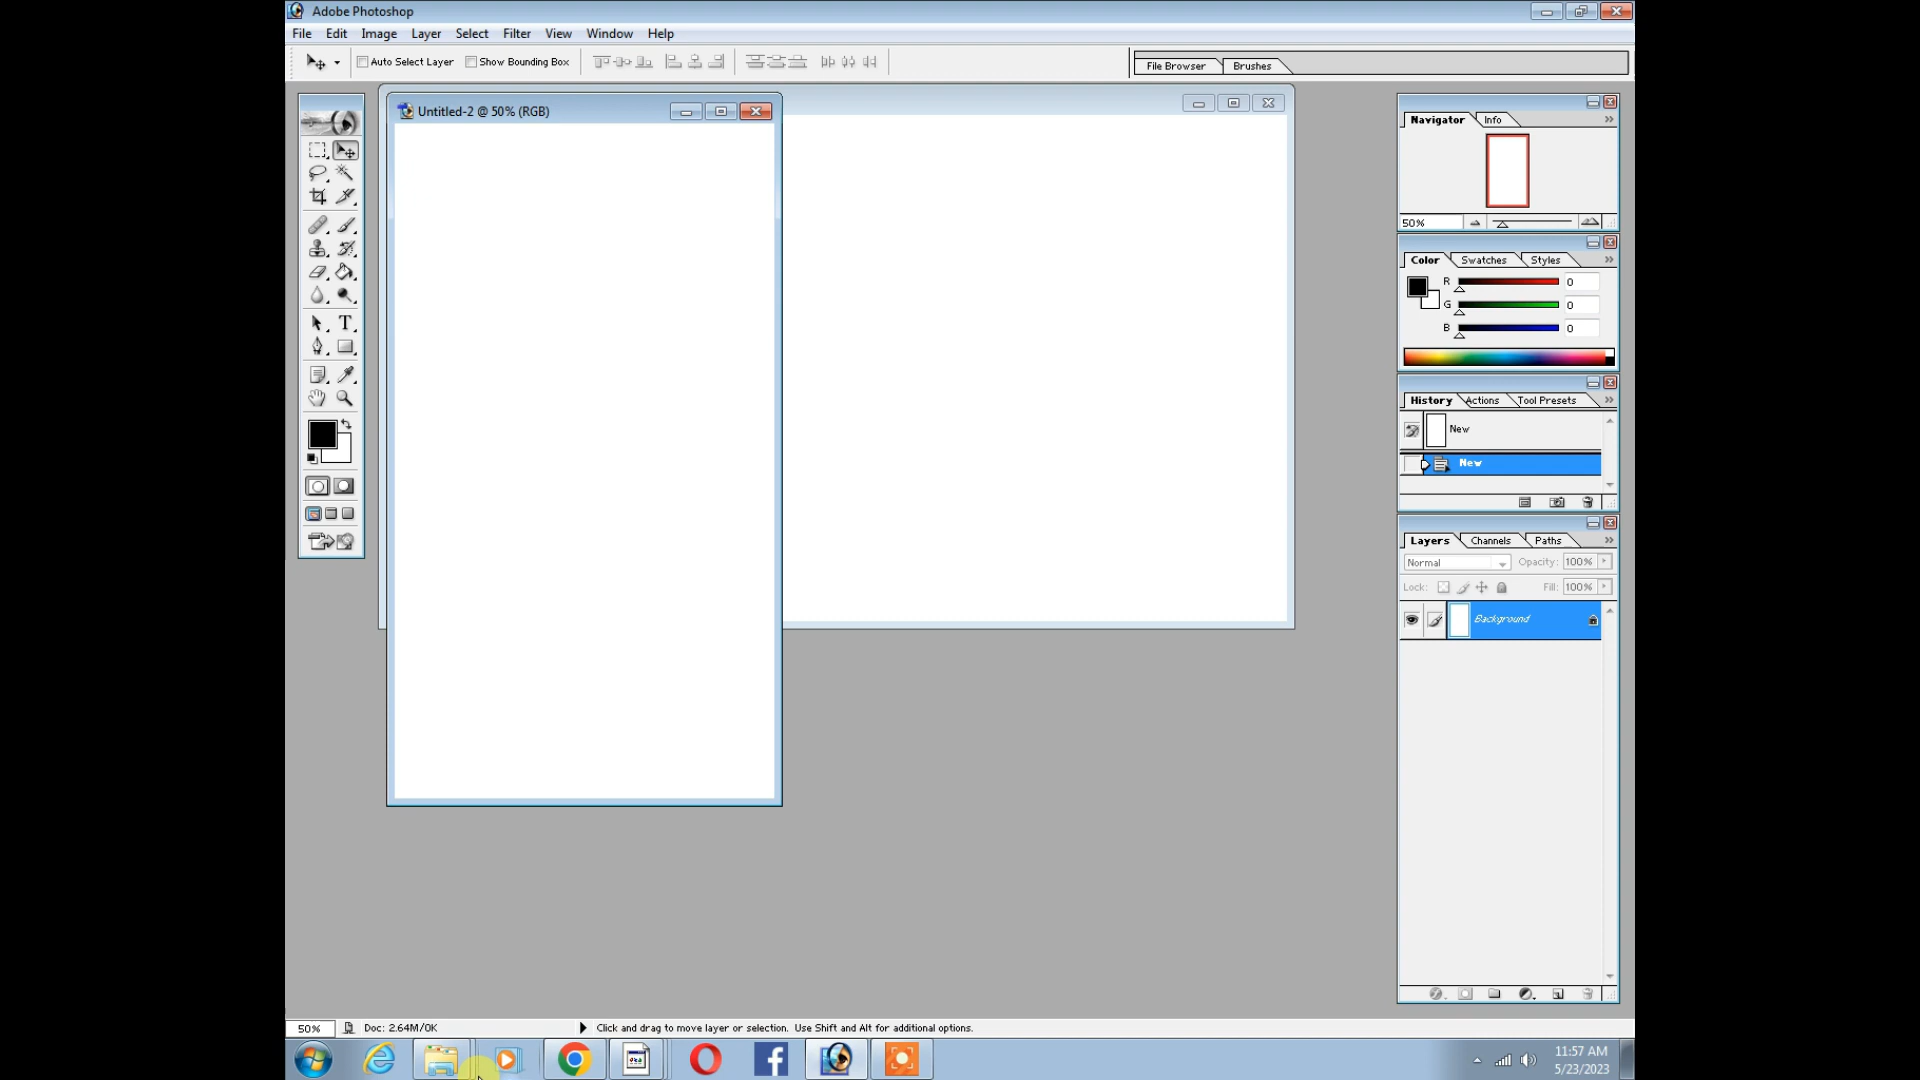 Adobe Photoshop
File Edit Image Layer Select Filter View Window Help
Auto Select Layer Show Bounding Box
File Browser Brushes
Untitled-2 @ 50% (RGB)
Navigator Info
50%
Color Swatches Styles
R 0
G 0
B 0
History Actions Tool Presets
New
New
Layers Channels Paths
Normal Opacity: 100%
Lock: Fill: 100%
Background
50% Doc: 2.64M/0K Click and drag to move layer or selection. Use Shift and Alt for additional options.
11:57 AM
5/23/2023